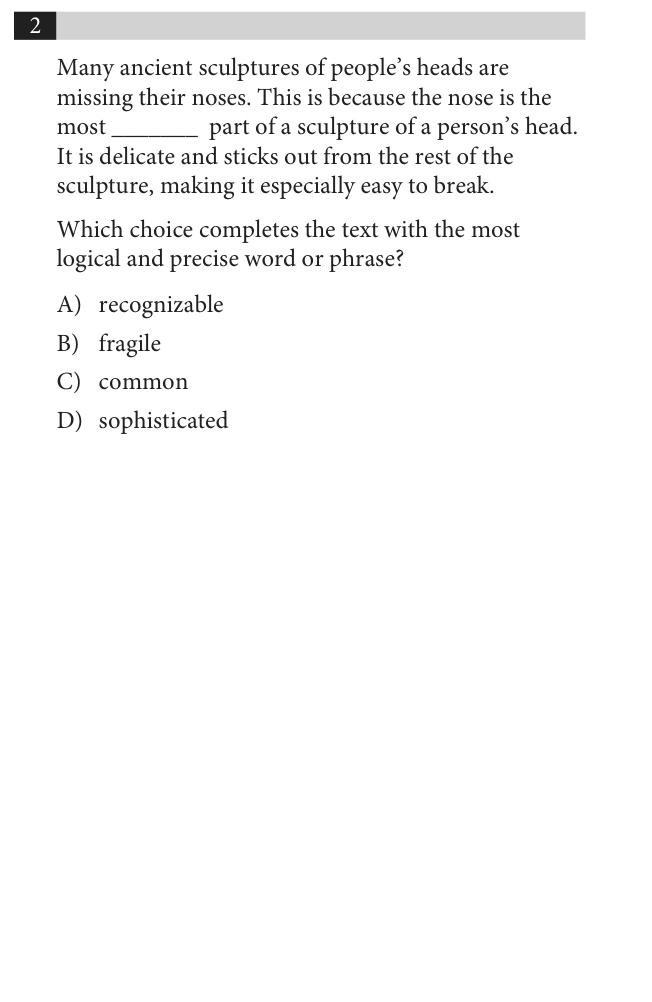 2
Many ancient sculptures of people’s heads are
missing their noses. This is because the nose is the
most _______ part of a sculpture of a person’s head.
It is delicate and sticks out from the rest of the
sculpture, making it especially easy to break.
Which choice completes the text with the most
logical and precise word or phrase?
A) recognizable
B) fragile
C) common
D) sophisticated